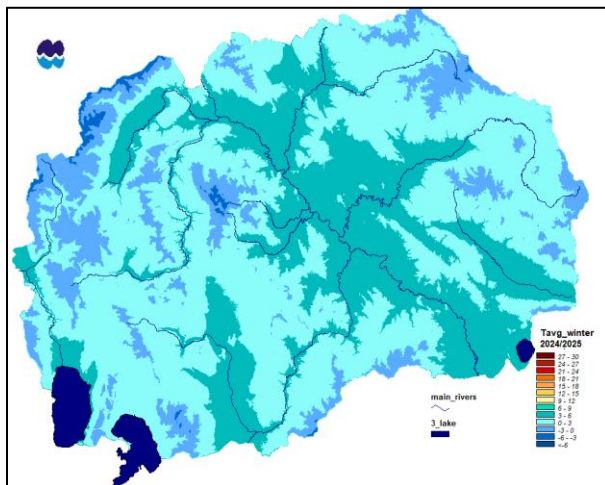 Tavg_winter
2024/2025
27 - 30
24 - 27
21 - 24
18 - 21
15 - 18
12 - 15
9 - 12
6 - 9
3 - 6
0 - 3
-3 - 0
-6 - -3
<-6
main_rivers
3_lake